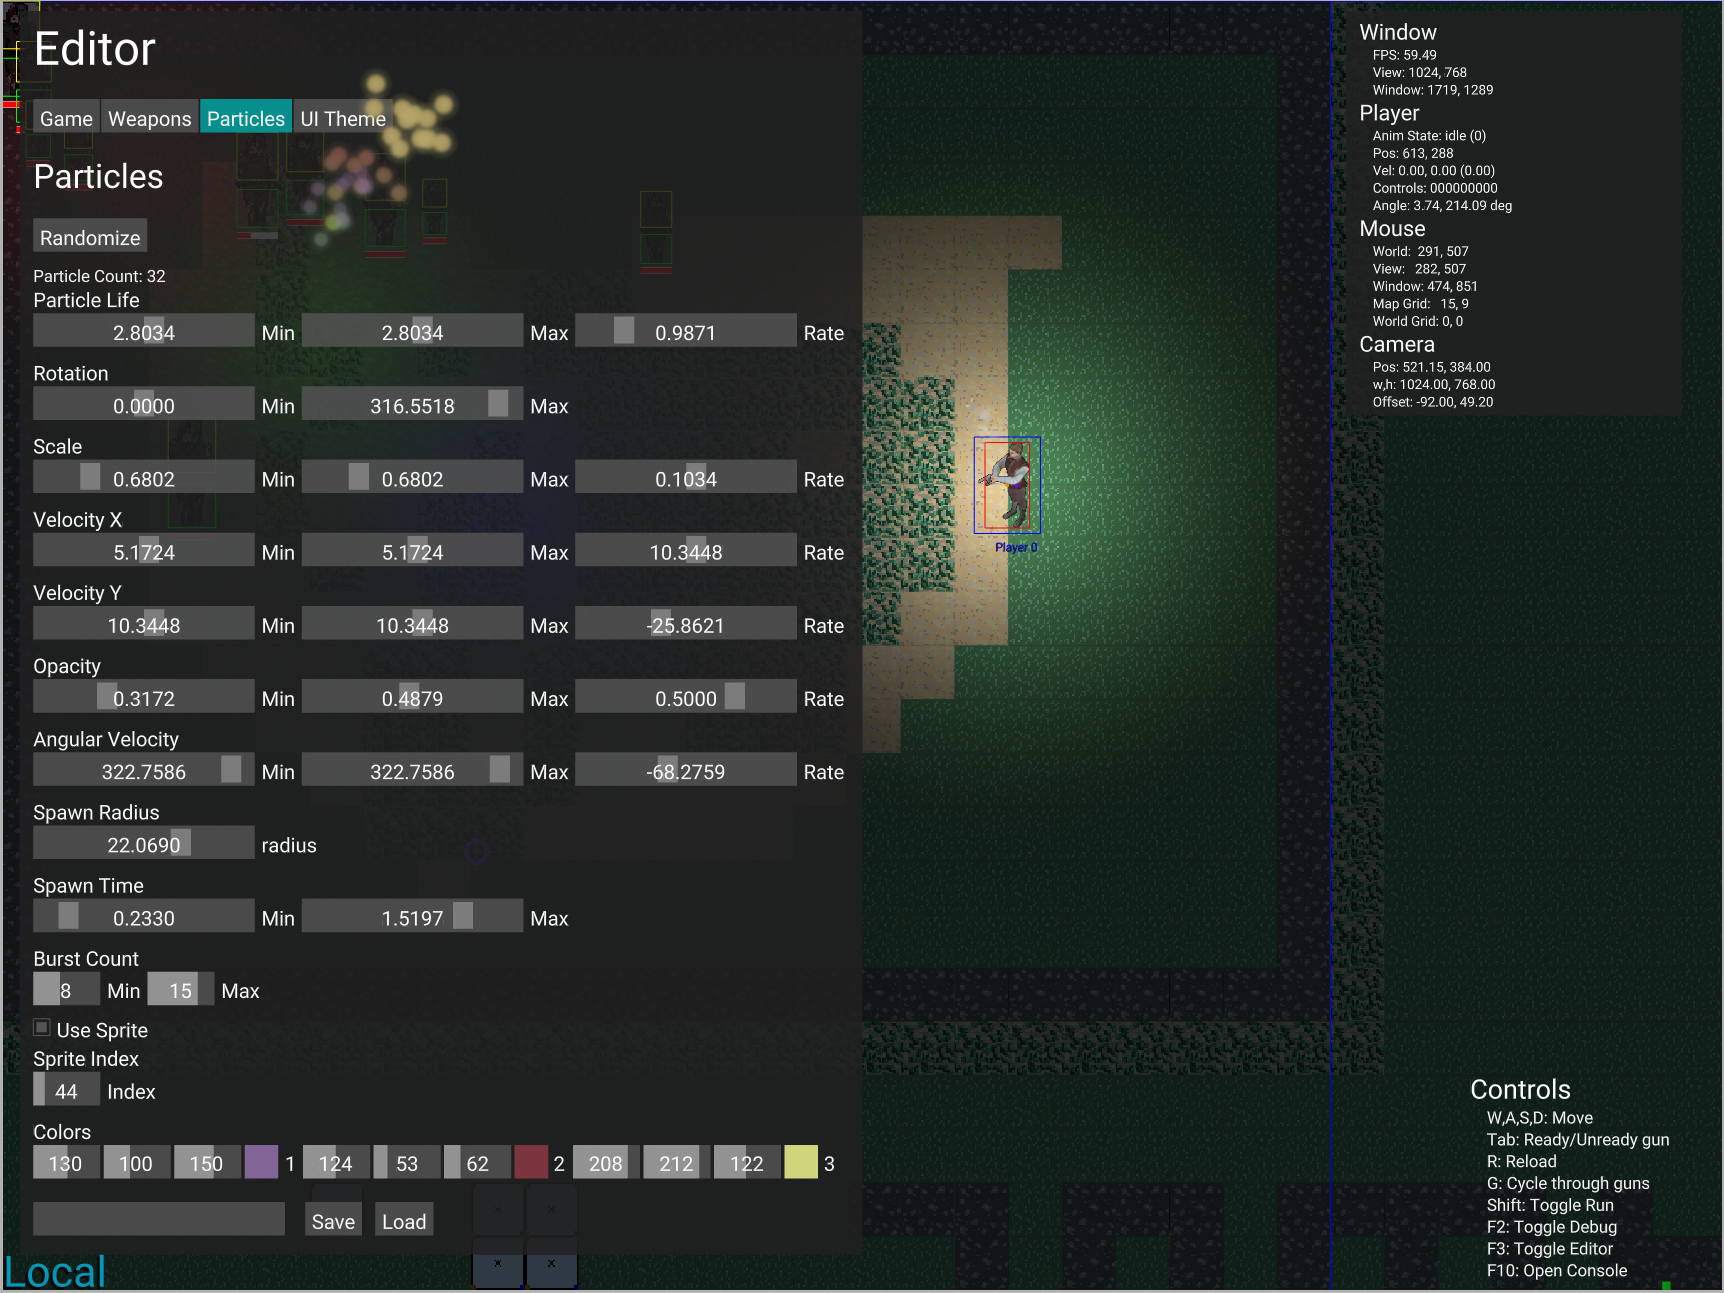 Editor
Game Weapons Particles UI Theme
Particles
Randomize
Particle Count: 32
Particle Life
2.8034 Min 2.8034 Max 0.9871 Rate
Rotation
0.0000 Min 316.5518 Max
Scale
0.6802 Min 0.6802 Max 0.1034 Rate
Velocity X
5.1724 Min 5.1724 Max 10.3448 Rate
Velocity Y
10.3448 Min 10.3448 Max -25.8621 Rate
Opacity
0.3172 Min 0.4879 Max 0.5000 Rate
Angular Velocity
322.7586 Min 322.7586 Max -68.2759 Rate
Spawn Radius
22.0690 radius
Spawn Time
0.2330 Min 1.5197 Max
Burst Count
8 Min 15 Max
Use Sprite
Sprite Index
44 Index
Colors
130 100 150 1 124 53 62 2 208 212 122 3
Save Load
Local
Player 0
Window
FPS: 59.49
View: 1024, 768
Window: 1719, 1289
Player
Anim State: idle (0)
Pos: 613, 288
Vel: 0.00, 0.00 (0.00)
Controls: 000000000
Angle: 3.74, 214.09 deg
Mouse
World: 291, 507
View: 282, 507
Window: 474, 851
Map Grid: 15, 9
World Grid: 0, 0
Camera
Pos: 521.15, 384.00
w,h: 1024.00, 768.00
Offset: -92.00, 49.20
Controls
W,A,S,D: Move
Tab: Ready/Unready gun
R: Reload
G: Cycle through guns
Shift: Toggle Run
F2: Toggle Debug
F3: Toggle Editor
F10: Open Console